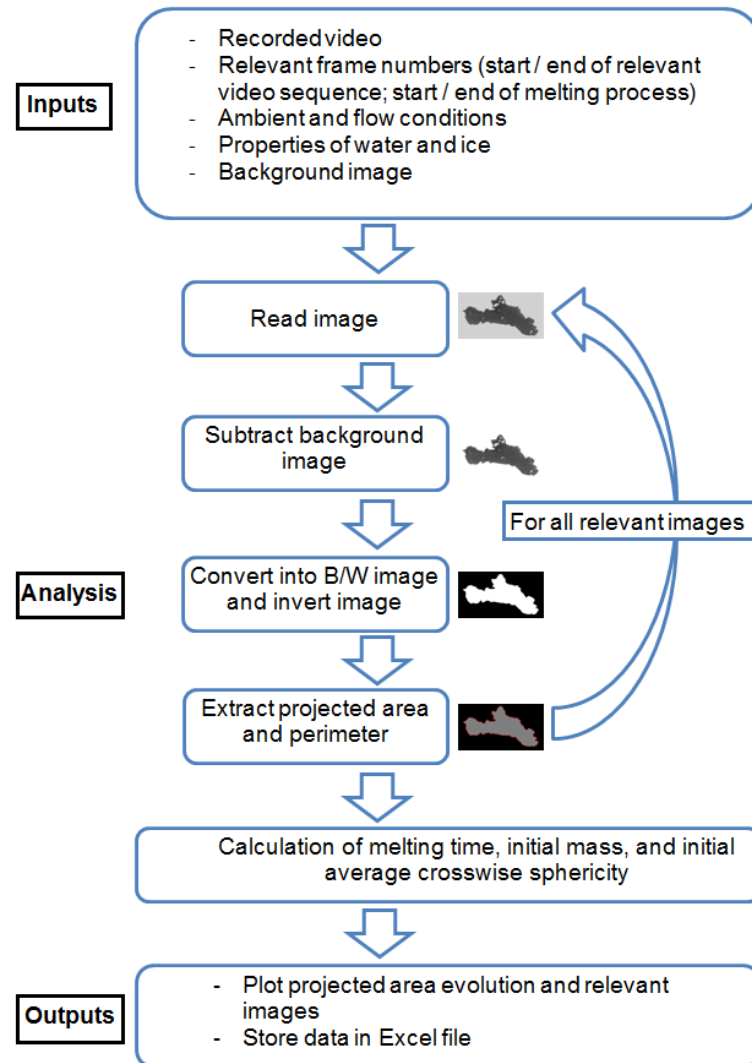 Inputs
- Recorded video
- Relevant frame numbers (start / end of relevant
video sequence; start / end of melting process)
- Ambient and flow conditions
- Properties of water and ice
- Background image
Read image
Subtract background
image
For all relevant images
Analysis
Convert into B/W image
and invert image
Extract projected area
and perimeter
Calculation of melting time, initial mass, and initial
average crosswise sphericity
Outputs
- Plot projected area evolution and relevant
images
- Store data in Excel file